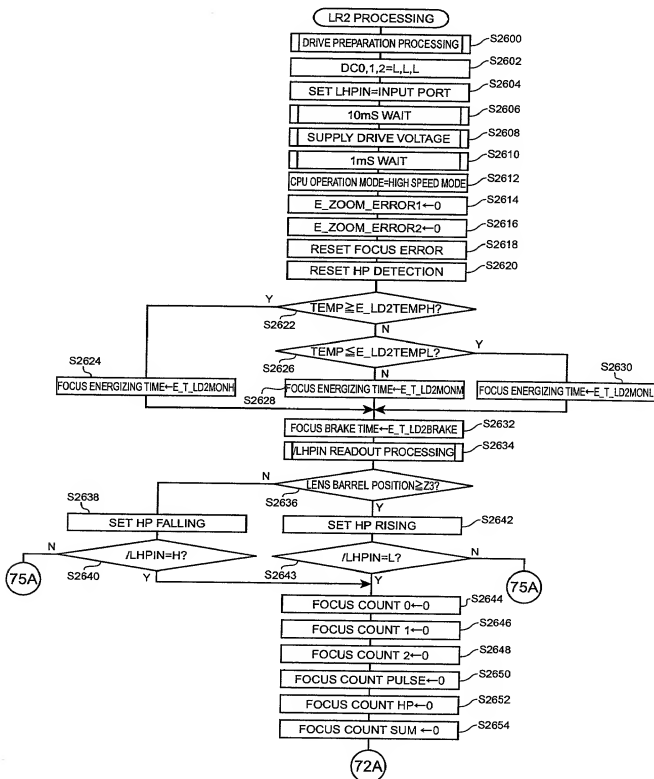 LR2 PROCESSING
DRIVE PREPARATION PROCESSING S2600
DC0,1,2=L,L,L S2602
SET LHPIN=INPUT PORT S2604
10mS WAIT S2606
SUPPLY DRIVE VOLTAGE S2608
1mS WAIT S2610
CPU OPERATION MODE=HIGH SPEED MODE S2612
E_ZOOM_ERROR1←0 S2614
E_ZOOM_ERROR2←0 S2616
RESET FOCUS ERROR S2618
RESET HP DETECTION S2620
Y TEMP≧E_LD2TEMPH?
S2622 N
S2624 S2626 TEMP≦E_LD2TEMPL? Y S2630
N
FOCUS ENERGIZING TIME←E_T_LD2MONH S2628 FOCUS ENERGIZING TIME←E_T_LD2MONM FOCUS ENERGIZING TIME←E_T_LD2MONL
FOCUS BRAKE TIME←E_T_LD2BRAKE S2632
/LHPIN READOUT PROCESSING S2634
N LENS BARREL POSITION≧Z3?
S2638 S2636 Y
SET HP FALLING SET HP RISING S2642
N /LHPIN=H? /LHPIN=L? N
75A S2640 Y S2643 Y 75A
FOCUS COUNT 0←0 S2644
FOCUS COUNT 1←0 S2646
FOCUS COUNT 2←0 S2648
FOCUS COUNT PULSE←0 S2650
FOCUS COUNT HP←0 S2652
FOCUS COUNT SUM ←0 S2654
72A